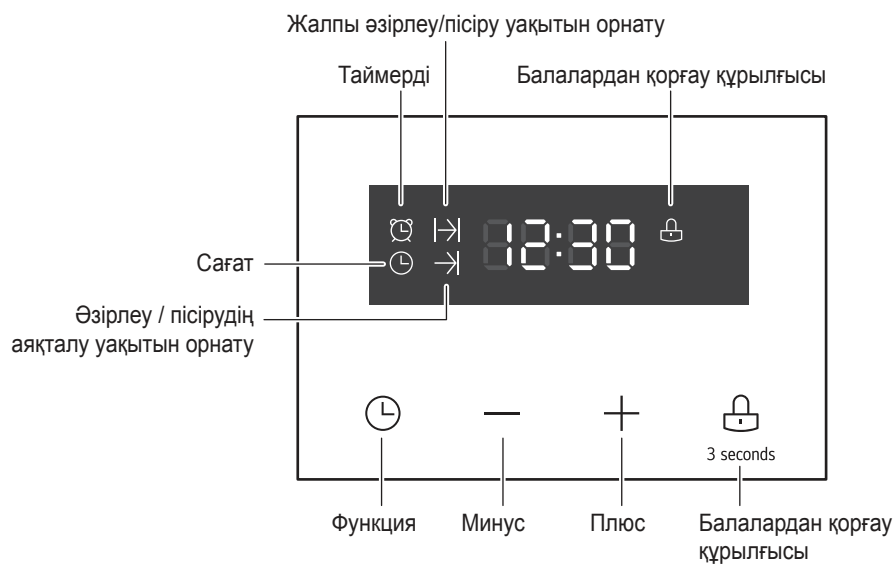 Жалпы әзірлеу/пісіру уақытын орнату
Таймерді
Балалардан қорғау құрылғысы
12:30
Сағат
Әзірлеу / пісірудің
аяқталу уақытын орнату
3 seconds
Функция
Минус
Плюс
Балалардан қорғау
құрылғысы